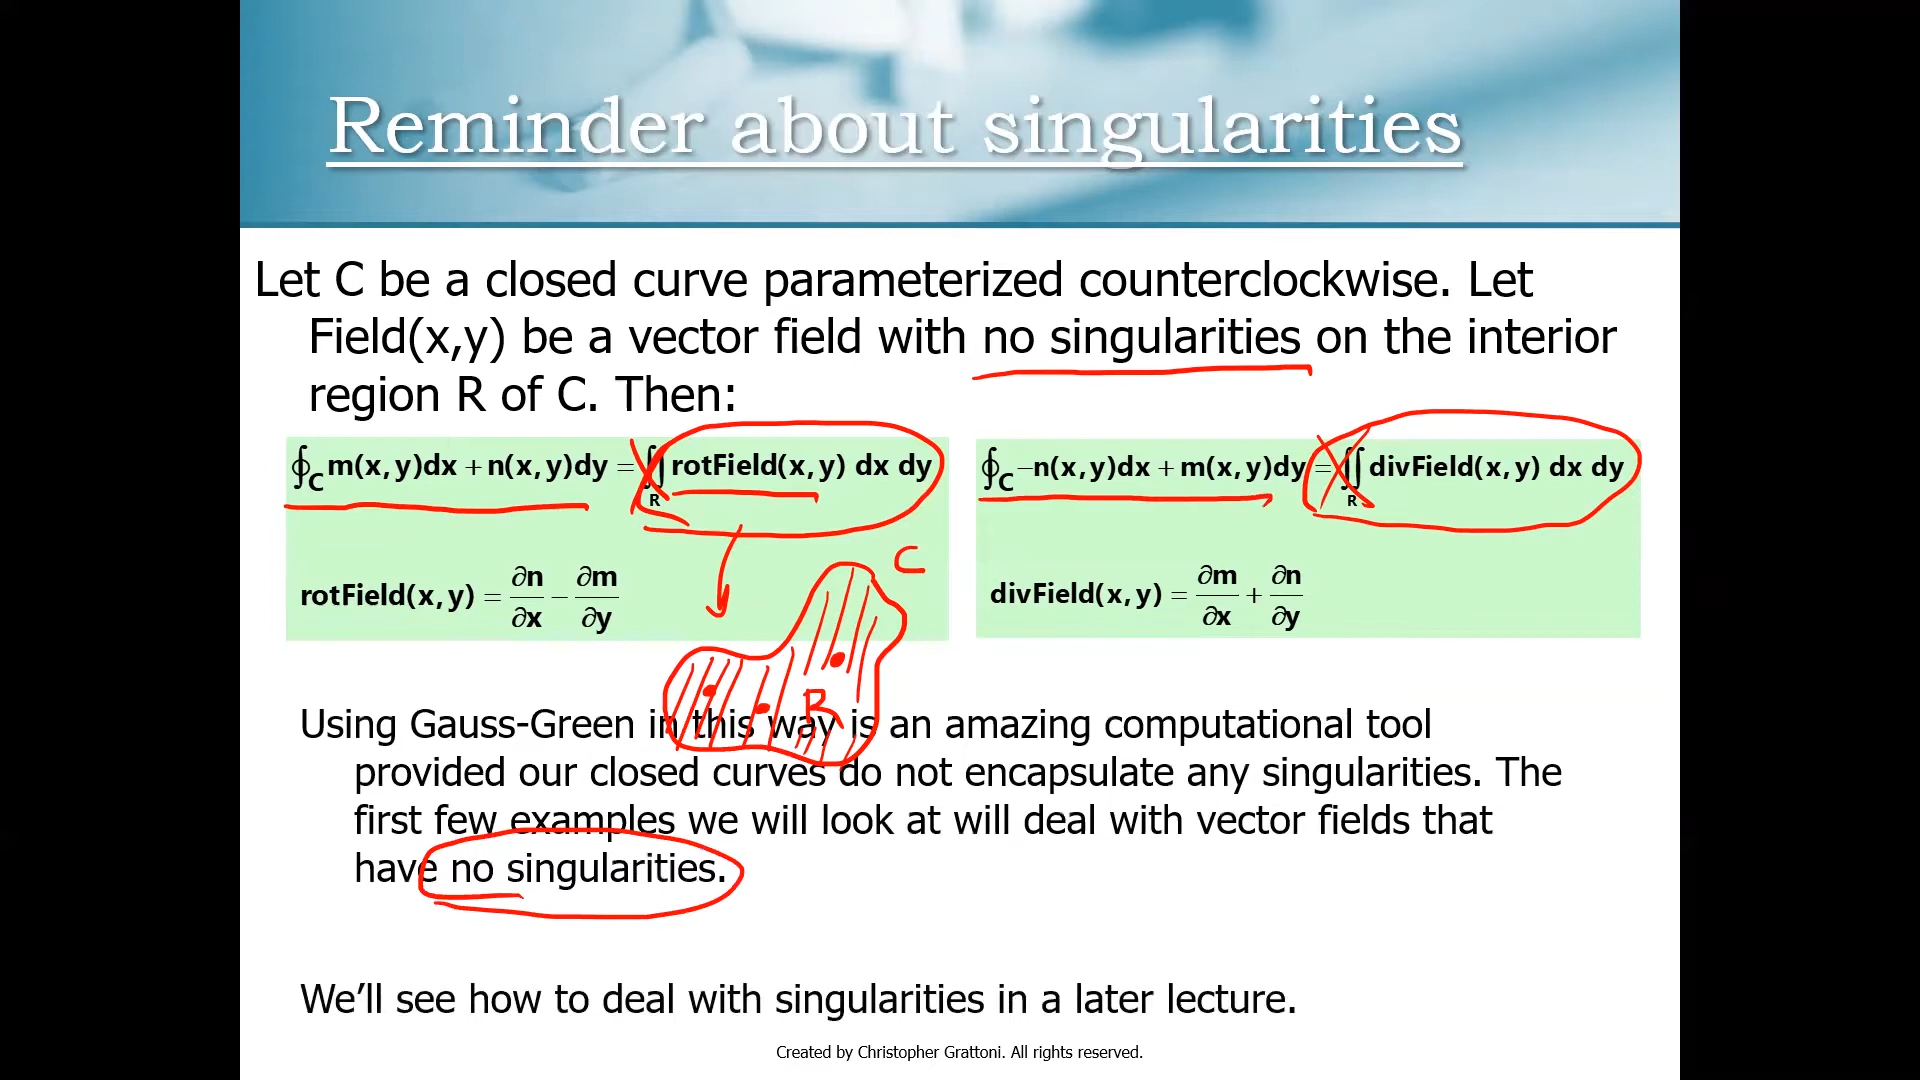 Reminder about singularities
Let C be a closed curve parameterized counterclockwise. Let
Field(x,y) be a vector field with no singularities on the interior
region R of C. Then:
∮_C m(x,y)dx + n(x,y)dy = ∬_R rotField(x,y) dx dy
rotField(x,y) = ∂n/∂x − ∂m/∂y
∮_C −n(x,y)dx + m(x,y)dy = ∬_R divField(x,y) dx dy
divField(x,y) = ∂m/∂x + ∂n/∂y
C
R
Using Gauss-Green in this way is an amazing computational tool
provided our closed curves do not encapsulate any singularities. The
first few examples we will look at will deal with vector fields that
have no singularities.
We’ll see how to deal with singularities in a later lecture.
Created by Christopher Grattoni. All rights reserved.